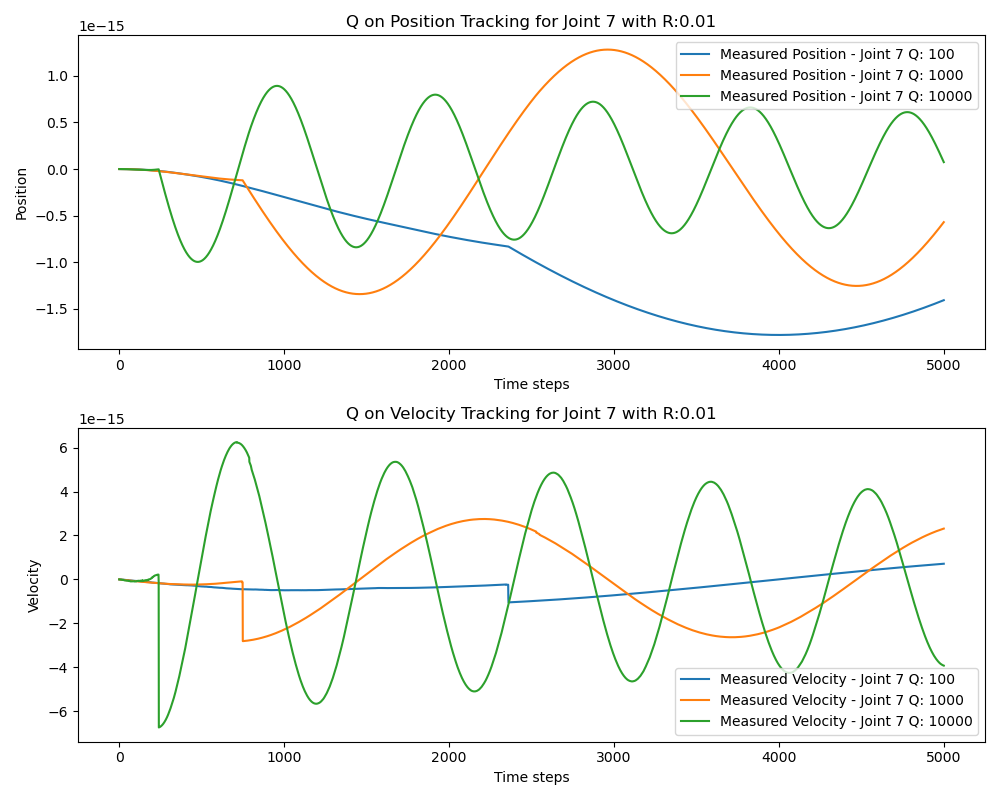 Q on Position Tracking for Joint 7 with R:0.01
1e−15
Measured Position - Joint 7 Q: 100
Measured Position - Joint 7 Q: 1000
Measured Position - Joint 7 Q: 10000
1.0
0.5
0.0
−0.5
−1.0
−1.5
Position
0 1000 2000 3000 4000 5000
Time steps
Q on Velocity Tracking for Joint 7 with R:0.01
1e−15
6
4
2
0
−2
−4
−6
Velocity
Measured Velocity - Joint 7 Q: 100
Measured Velocity - Joint 7 Q: 1000
Measured Velocity - Joint 7 Q: 10000
0 1000 2000 3000 4000 5000
Time steps